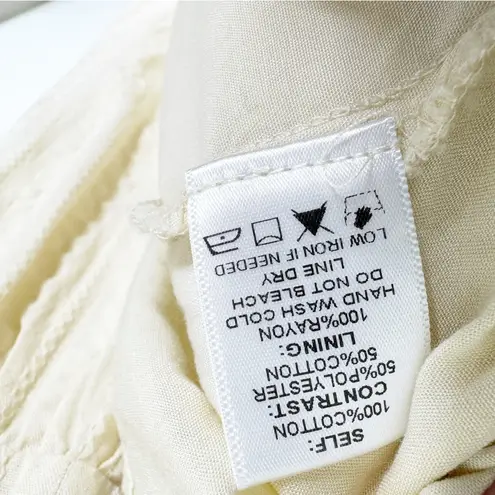 SELF:
100%COTTON
CONTRAST:
50%POLYESTER
50%COTTON
LINING:
100%RAYON
HAND WASH COLD
DO NOT BLEACH
LINE DRY
LOW IRON IF NEEDED